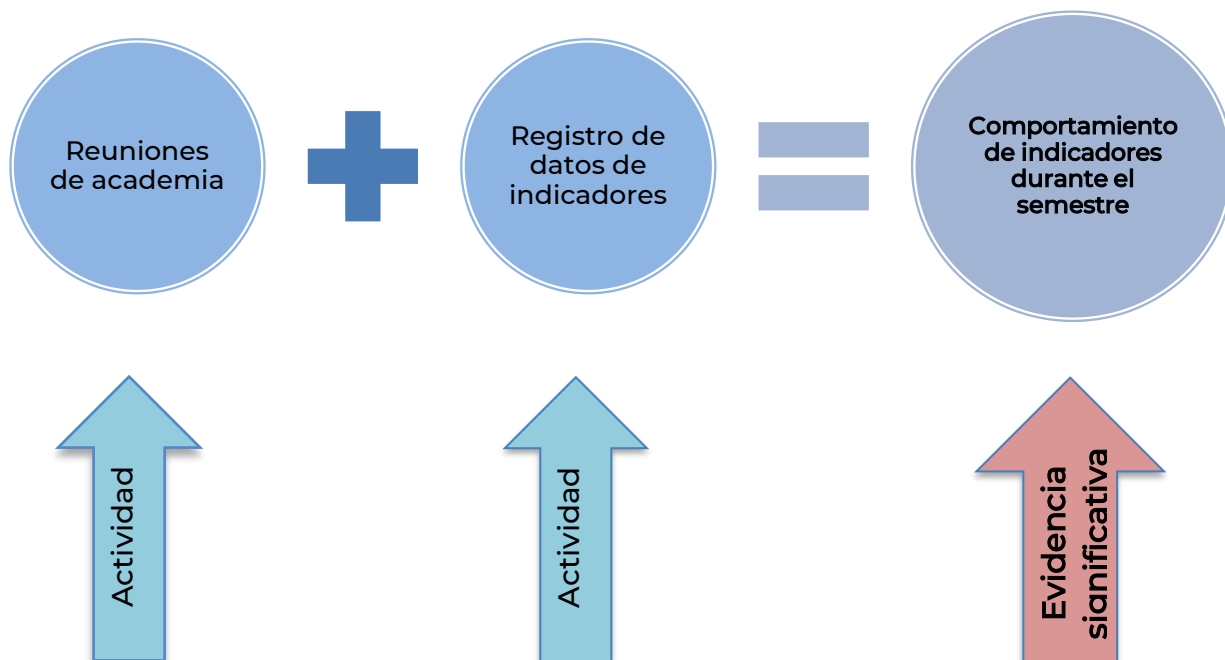 Reuniones
de academia
Registro de
datos de
indicadores
Comportamiento
de indicadores
durante el
semestre
Actividad
Actividad
Evidencia
significativa